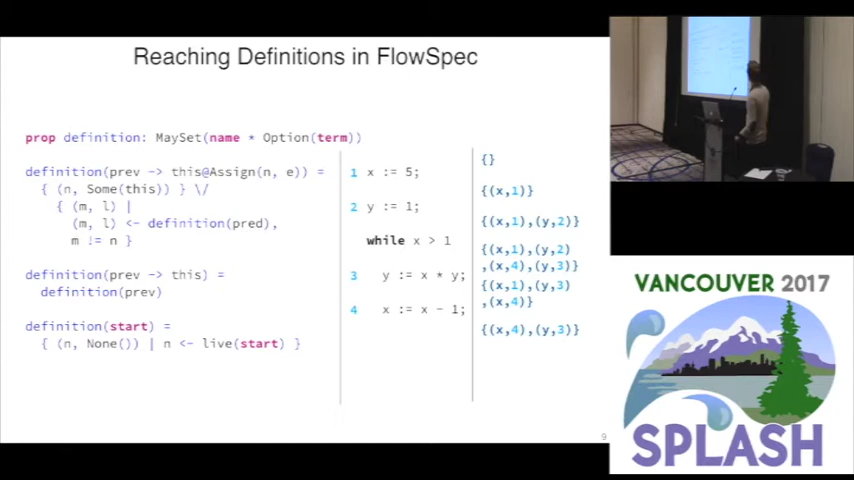 Reaching Definitions in FlowSpec
prop definition: MaySet(name * Option(term))
definition(prev -> this@Assign(n, e)) =
{ (n, Some(this)) } \/
{ (m, l) |
(m, l) <- definition(pred),
m != n }
definition(prev -> this) =
definition(prev)
definition(start) =
{ (n, None()) | n <- live(start) }
1 x := 5;
2 y := 1;
while x > 1
3 y := x * y;
4 x := x - 1;
{}
{(x,1)}
{(x,1),(y,2)}
{(x,1),(y,2)
,(x,4),(y,3)}
{(x,1),(y,3)
,(x,4)}
{(x,4),(y,3)}
9
VANCOUVER 2017
SPLASH